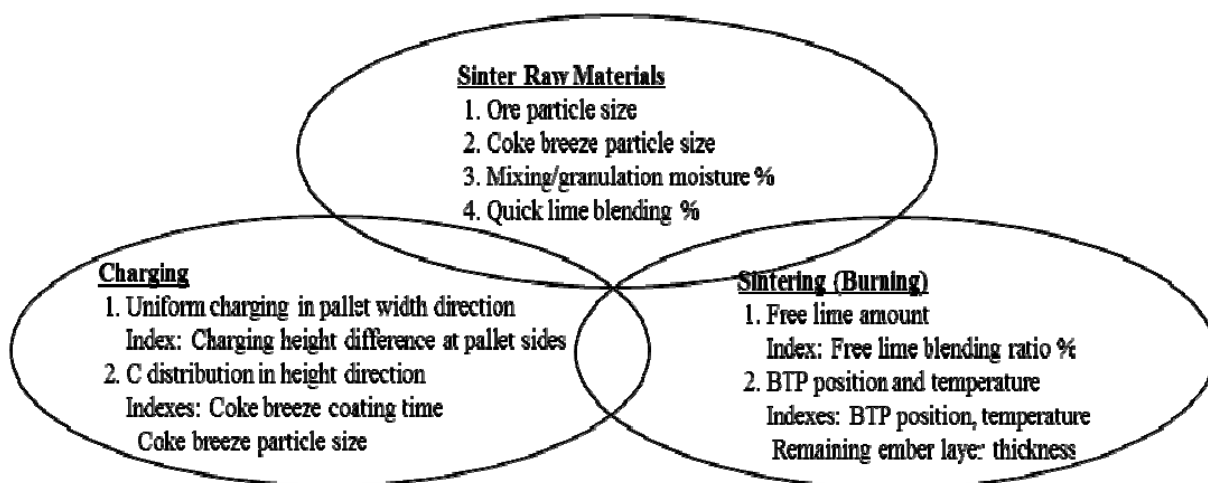 Sinter Raw Materials
1. Ore particle size
2. Coke breeze particle size
3. Mixing/granulation moisture %
4. Quick lime blending %
Charging
1. Uniform charging in pallet width direction
Index: Charging height difference at pallet sides
2. C distribution in height direction
Indexes: Coke breeze coating time
Coke breeze particle size
Sintering (Burning)
1. Free lime amount
Index: Free lime blending ratio %
2. BTP position and temperature
Indexes: BTP position, temperature
Remaining ember layer thickness